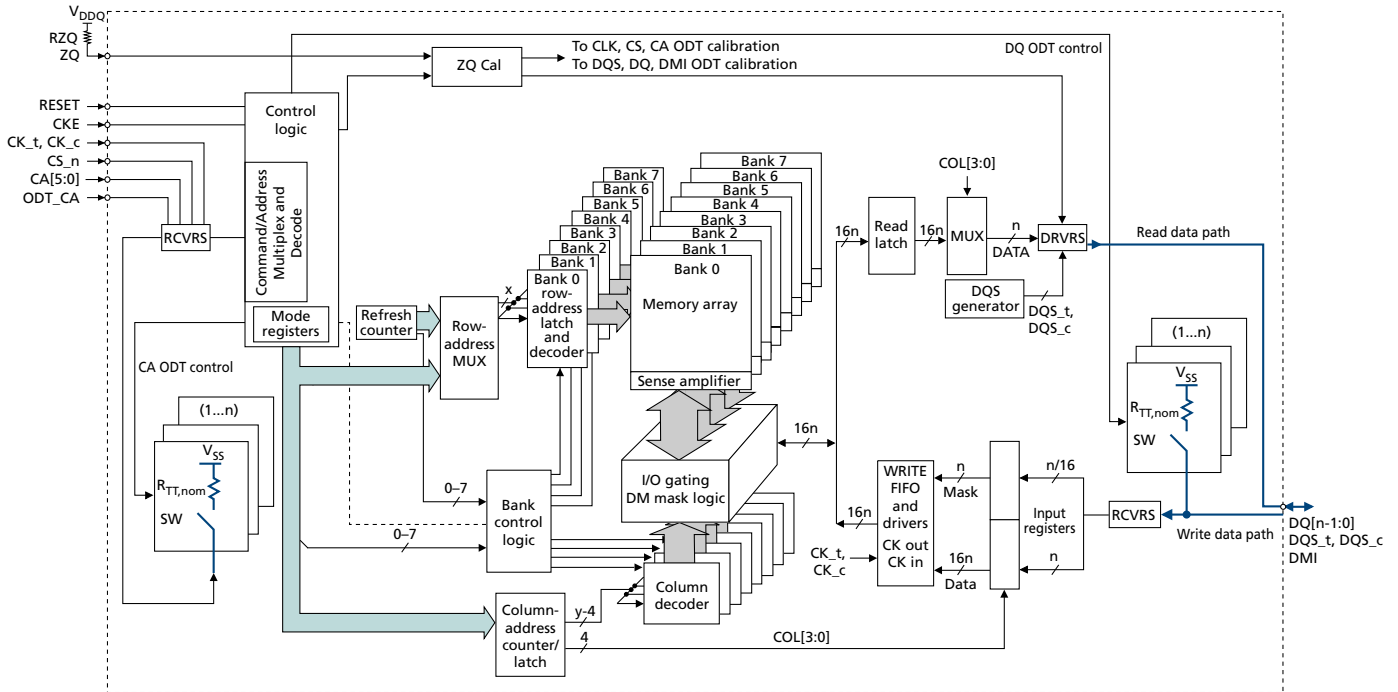 VDDQ
RZQ
ZQ
RESET
CKE
CK_t, CK_c
CS_n
CA[5:0]
ODT_CA
RCVRS
Control
logic
Command/Address
Multiplex and
Decode
Mode
registers
CA ODT control
(1...n)
VSS
RTT,nom
SW
ZQ Cal
To CLK, CS, CA ODT calibration
To DQS, DQ, DMI ODT calibration
DQ ODT control
Refresh
counter
Row-
address
MUX
x
Bank 7
Bank 6
Bank 5
Bank 4
Bank 3
Bank 2
Bank 1
Bank 0
row-
address
latch
and
decoder
Bank 7
Bank 6
Bank 5
Bank 4
Bank 3
Bank 2
Bank 1
Bank 0
Memory array
Sense amplifier
0–7
0–7
Bank
control
logic
I/O gating
DM mask logic
Column
decoder
Column-
address
counter/
latch
y-4
4
COL[3:0]
16n
16n
Read
latch
16n
COL[3:0]
MUX
n
DATA
DRVRS
DQS
generator
DQS_t,
DQS_c
Read data path
(1...n)
VSS
RTT,nom
SW
16n
WRITE
FIFO
and
drivers
CK out
CK in
CK_t,
CK_c
n
Mask
16n
Data
Input
registers
n/16
n
RCVRS
Write data path
DQ[n-1:0]
DQS_t, DQS_c
DMI